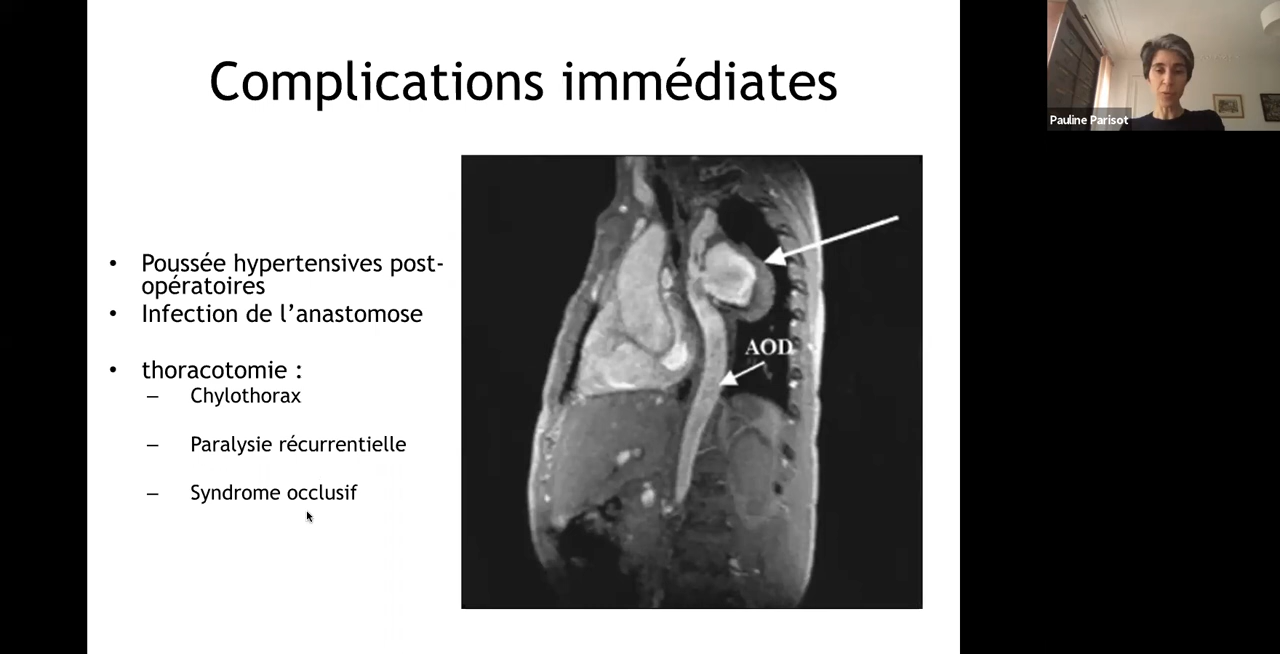 Complications immédiates
Pauline Parisot
• Poussée hypertensives post-
opératoires
• Infection de l’anastomose
• thoracotomie :
– Chylothorax
– Paralysie récurrentielle
– Syndrome occlusif
AOD